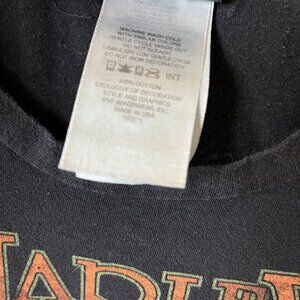 MACHINE WASH COLD
WITH SIMILAR COLORS
GENTLE CYCLE INSIDE OUT
DO NOT BLEACH
TUMBLE DRY LOW GENTLE CYCLE
DO NOT IRON DECORATION
INT
100% COTTON
EXCLUSIVE OF DECORATION
STYLE AND GRAPHICS
©VF IMAGEWEAR, INC.
MADE IN USA